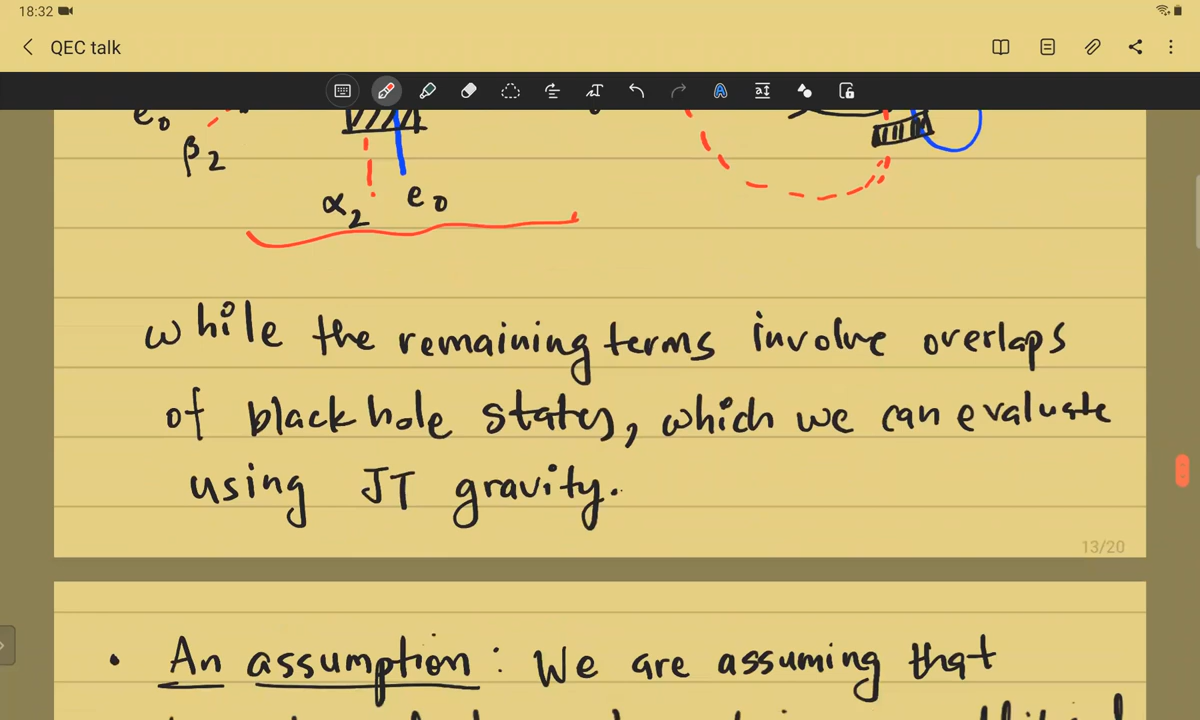 18:32
QEC talk
e₀
β₂
α₂ e₀
while the remaining terms involve overlaps
of black hole states, which we can evaluate
using JT gravity.
13/20
• An assumption: We are assuming that